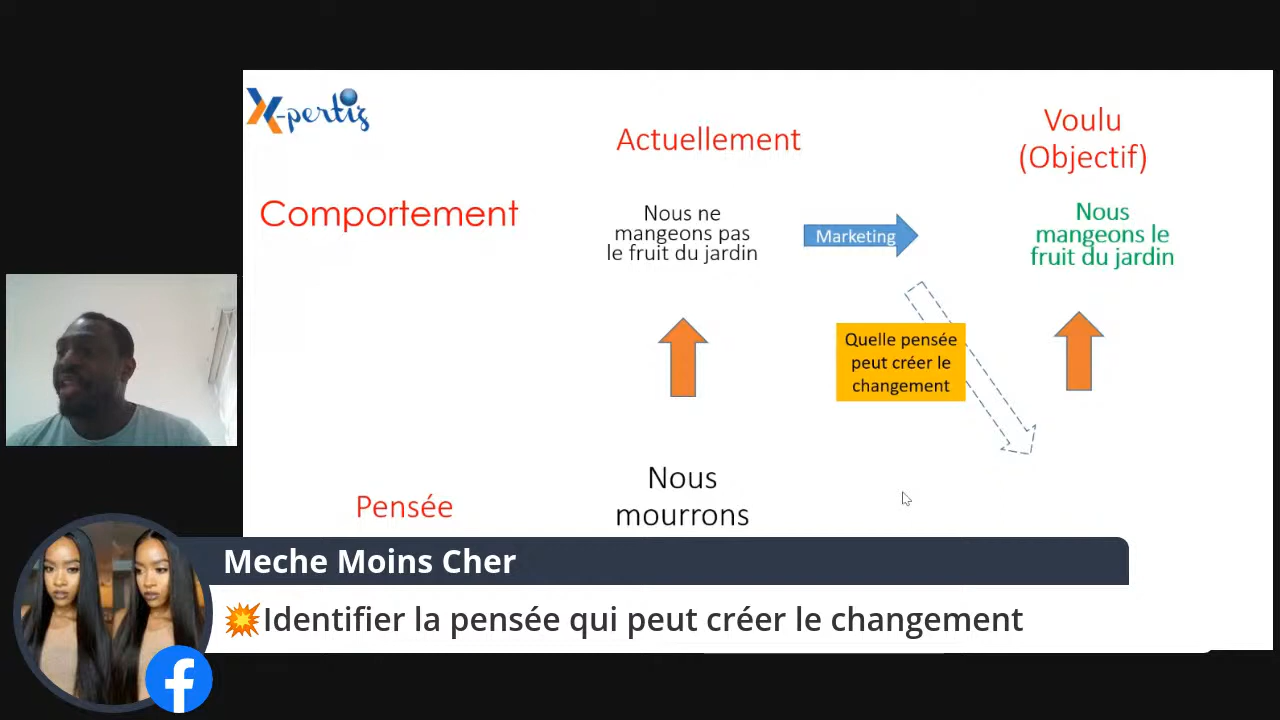 X-pertiz
Actuellement
Voulu
(Objectif)
Comportement
Nous ne
mangeons pas
le fruit du jardin
Marketing
Nous
mangeons le
fruit du jardin
Quelle pensée
peut créer le
changement
Pensée
Nous
mourrons
Meche Moins Cher
💥Identifier la pensée qui peut créer le changement